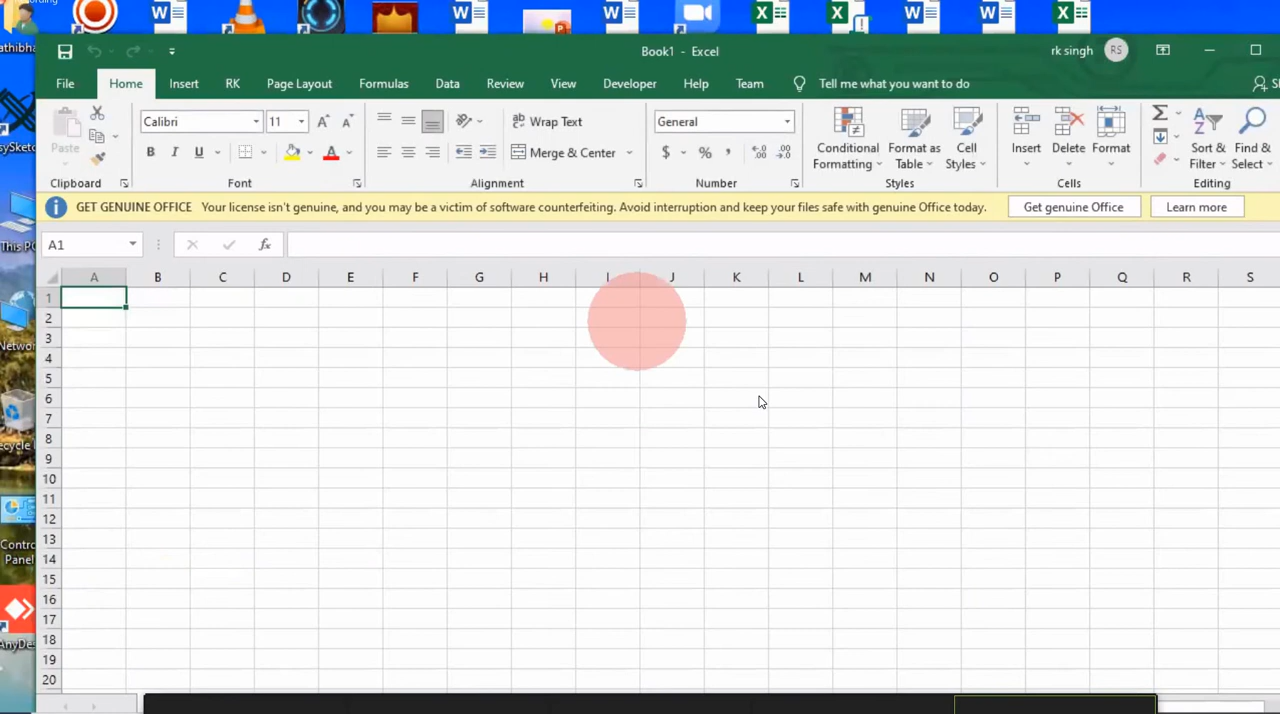 Book1 - Excel
rk singh
RS
File
Home
Insert
RK
Page Layout
Formulas
Data
Review
View
Developer
Help
Team
Tell me what you want to do
Paste
Calibri
11
Wrap Text
Merge & Center
General
Conditional
Formatting
Format as
Table
Cell
Styles
Insert
Delete
Format
Sort &
Filter
Find &
Select
Clipboard
Font
Alignment
Number
Styles
Cells
Editing
GET GENUINE OFFICE Your license isn't genuine, and you may be a victim of software counterfeiting. Avoid interruption and keep your files safe with genuine Office today.
Get genuine Office
Learn more
A1
fx
A B C D E F G H I J K L M N O P Q R S
1
2
3
4
5
6
7
8
9
10
11
12
13
14
15
16
17
18
19
20
This PC
Networ
ecycle
Contro
Panel
AnyDe